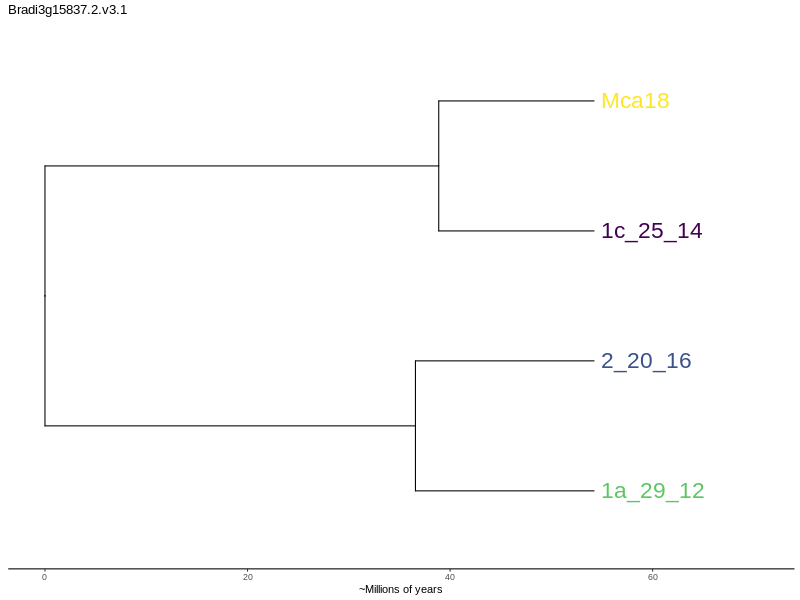 Bradi3g15837.2.v3.1
Mca18
1c_25_14
2_20_16
1a_29_12
0 20 40 60
~Millions of years